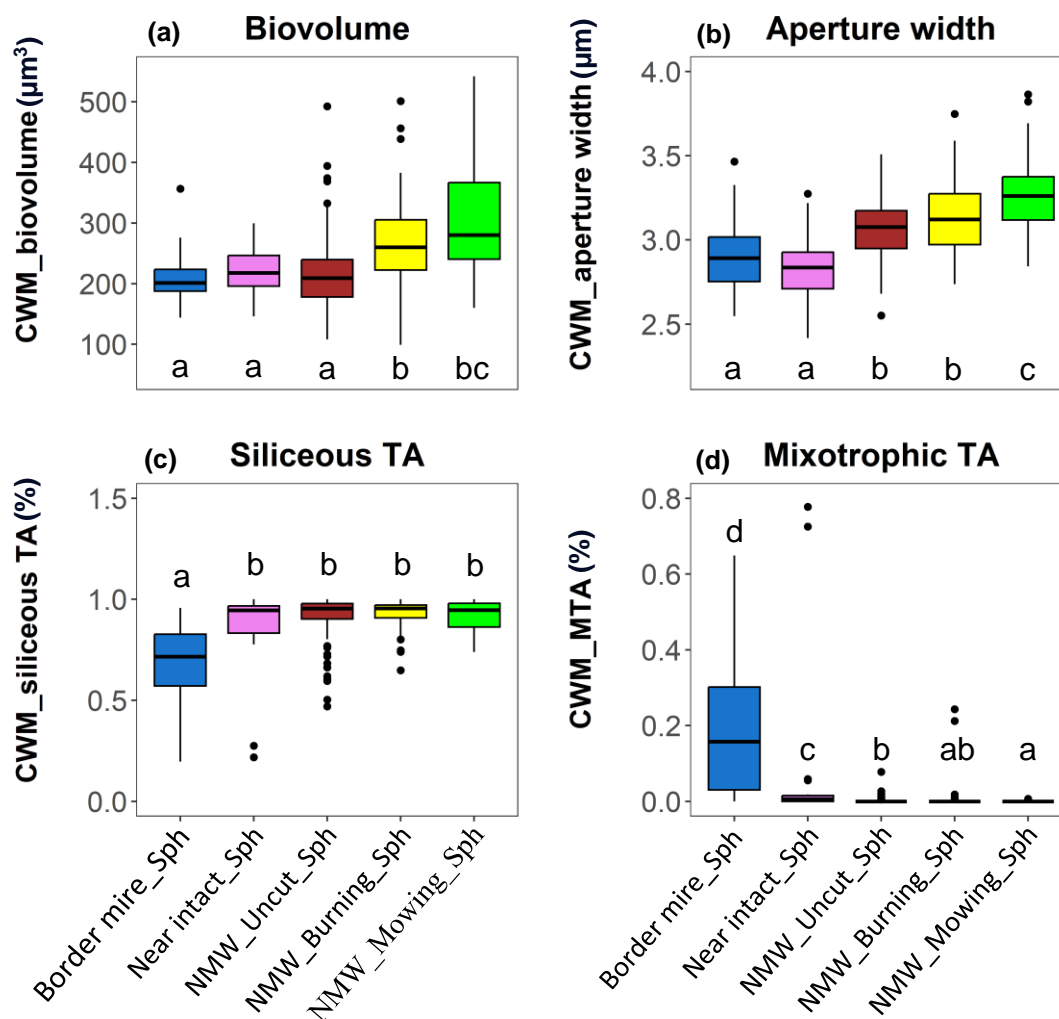 (a) Biovolume
CWM_biovolume (μm³)
500
400
300
200
100
a a a b bc
(b) Aperture width
CWM_aperture width (μm)
4.0
3.5
3.0
2.5
a a b b c
(c) Siliceous TA
CWM_siliceous TA (%)
1.5
1.0
0.5
0.0
a b b b b
Border mire_Sph
Near intact_Sph
NMW_Uncut_Sph
NMW_Burning_Sph
NMW_Mowing_Sph
(d) Mixotrophic TA
CWM_MTA (%)
0.8
0.6
0.4
0.2
0.0
d c b ab a
Border mire_Sph
Near intact_Sph
NMW_Uncut_Sph
NMW_Burning_Sph
NMW_Mowing_Sph